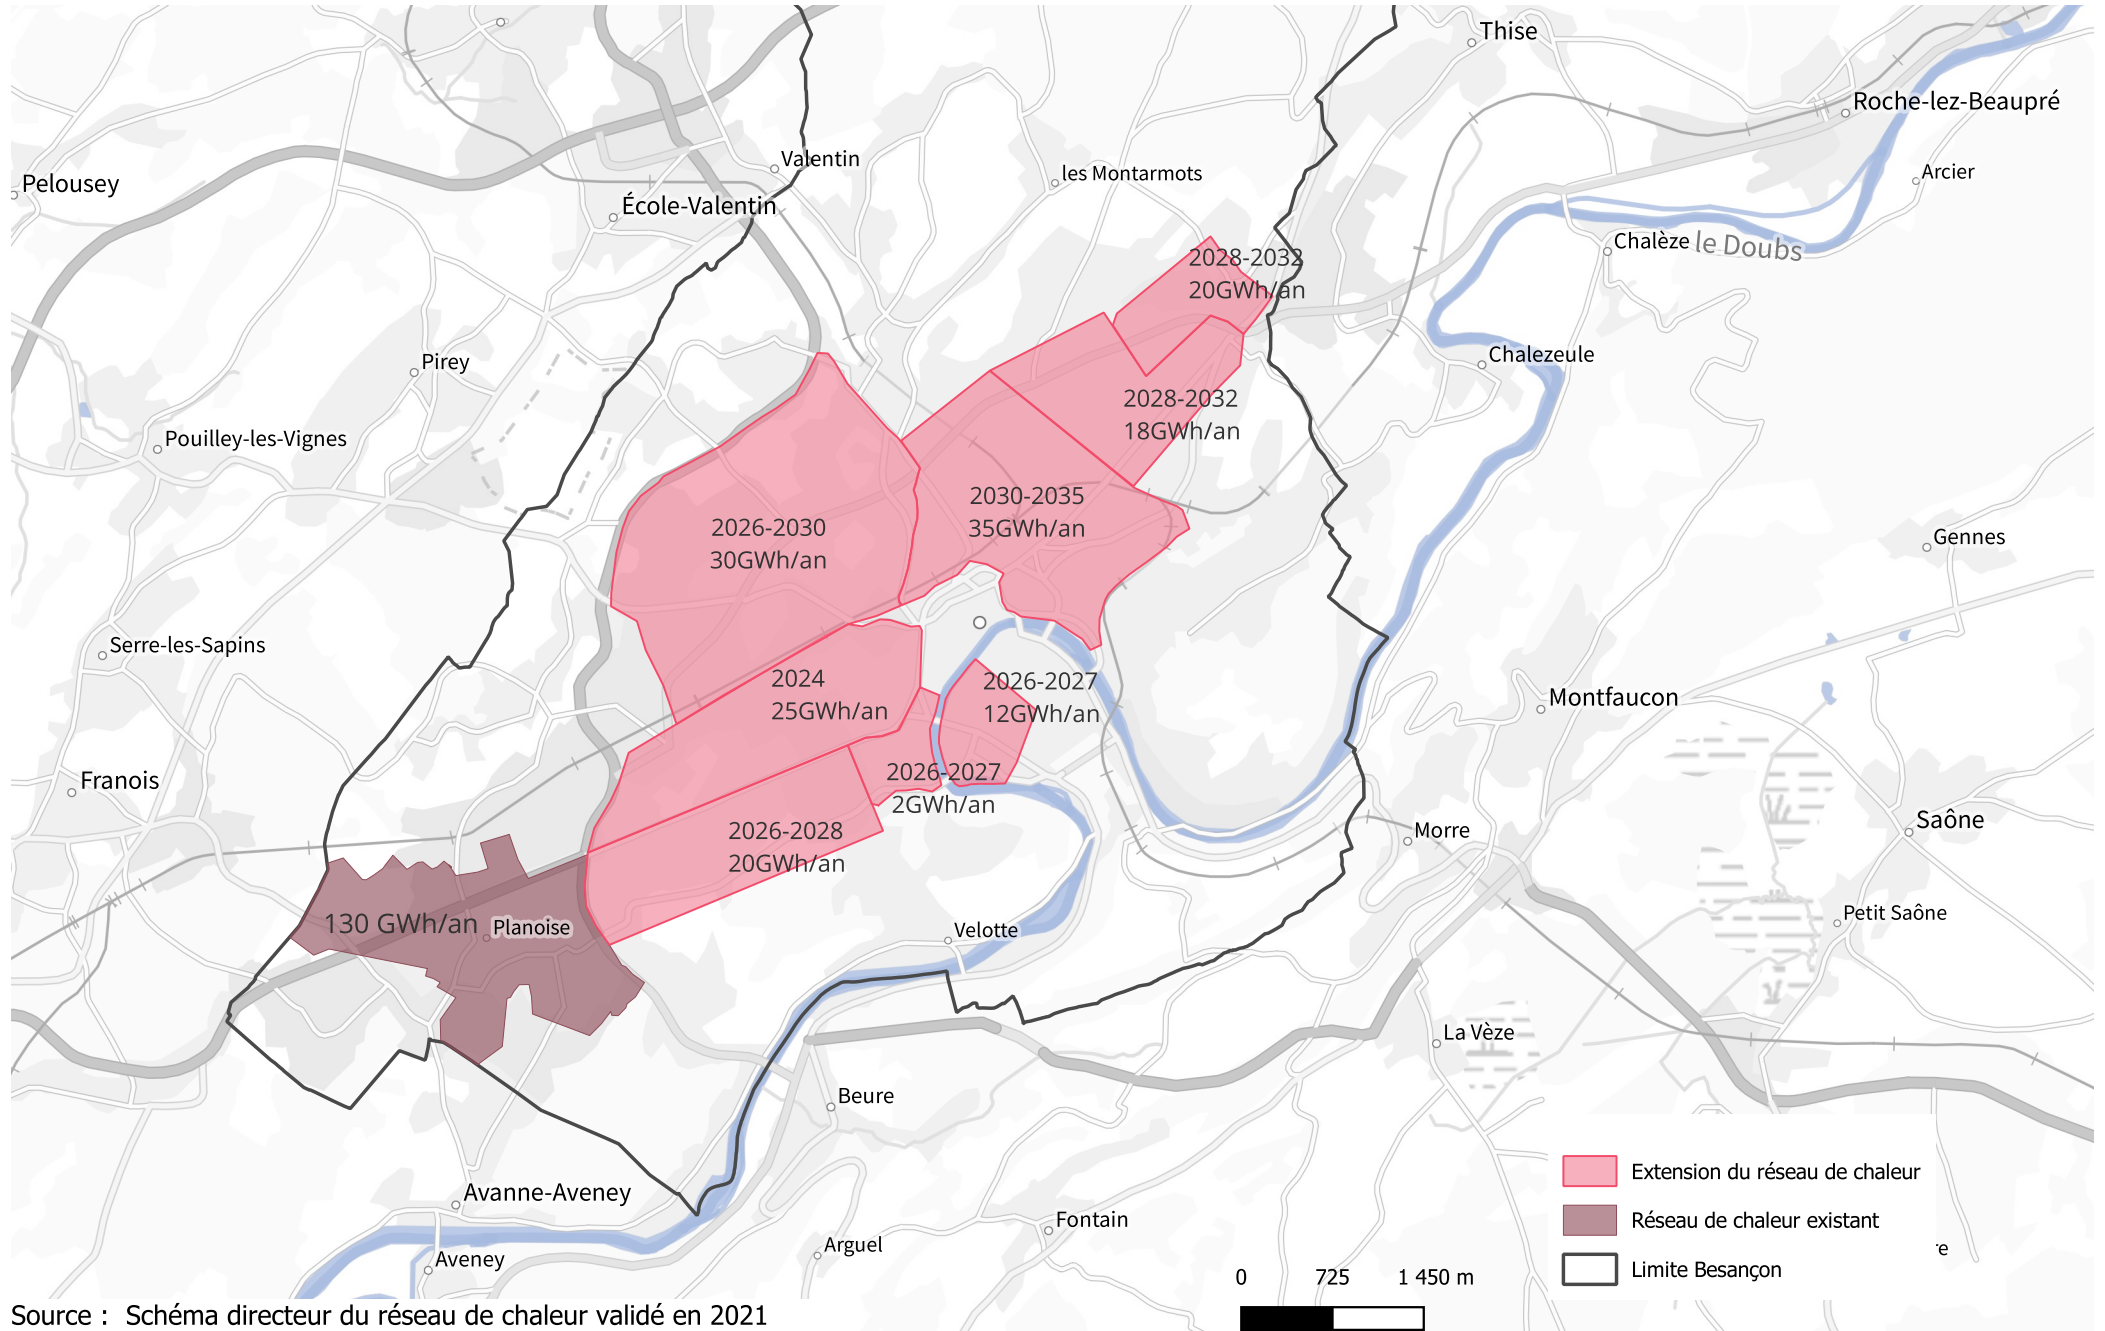 Thise
Roche-lez-Beaupré
Valentin
les Montarmots
Arcier
Pelousey
École-Valentin
Chalèze
le Doubs
2028-2032
20GWh/an
Chalezeule
Pirey
2028-2032
18GWh/an
Pouilley-les-Vignes
2030-2035
35GWh/an
2026-2030
30GWh/an
Gennes
Serre-les-Sapins
2024
25GWh/an
2026-2027
12GWh/an
Montfaucon
Franois
2026-2027
2GWh/an
Saône
2026-2028
20GWh/an
Morre
130 GWh/an
Planoise
Velotte
Petit Saône
La Vèze
Beure
Avanne-Aveney
Fontain
Arguel
Aveney
Extension du réseau de chaleur
Réseau de chaleur existant
Limite Besançon
0 725 1 450 m
Source : Schéma directeur du réseau de chaleur validé en 2021